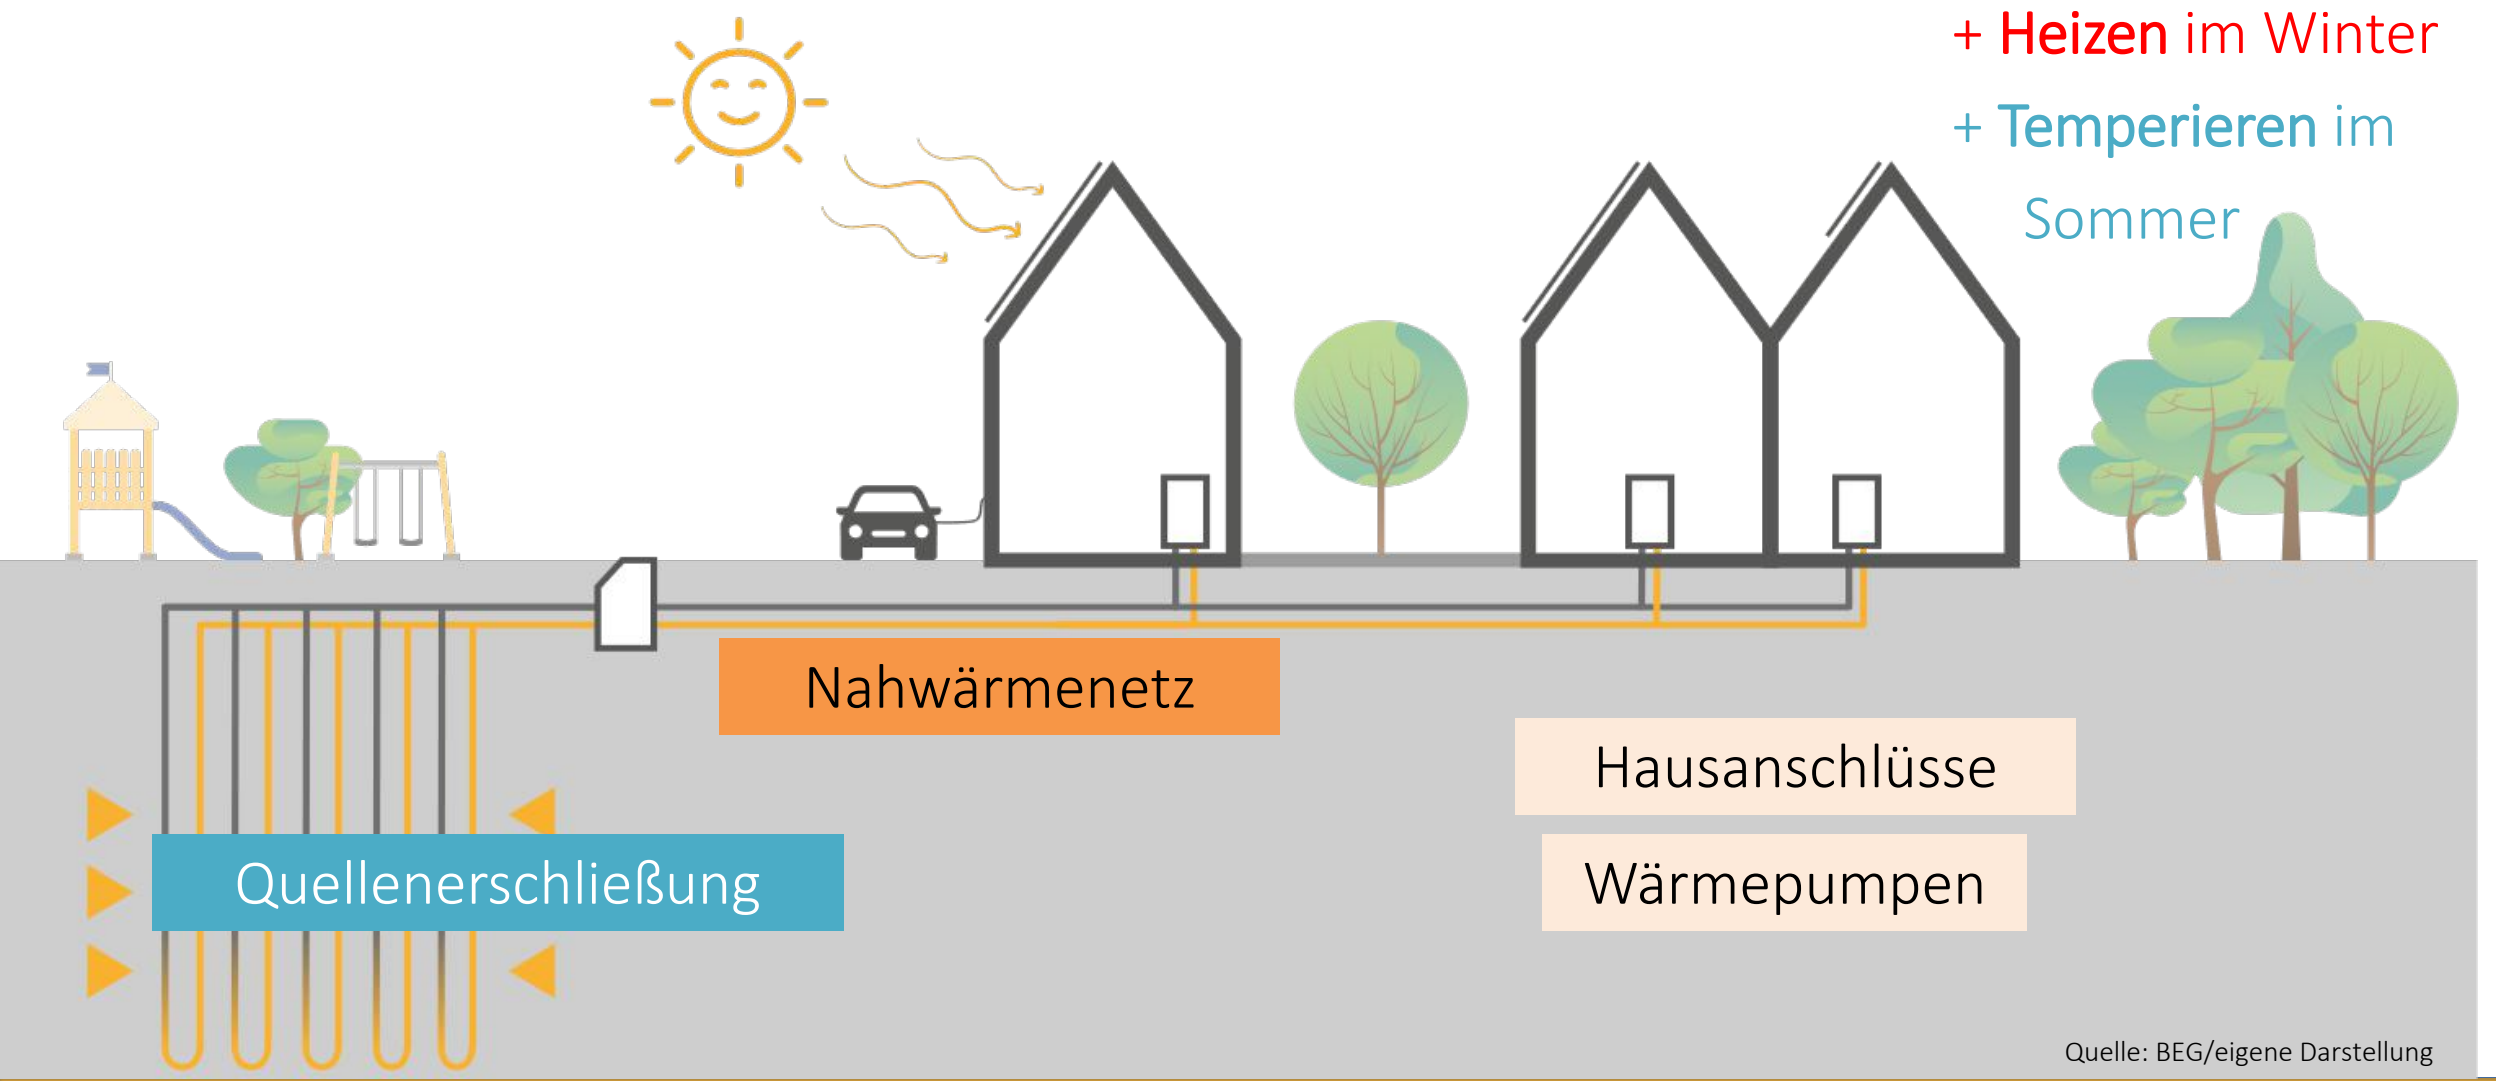 + Heizen im Winter
+ Temperieren im
Sommer
Nahwärmenetz
Hausanschlüsse
Quellenerschließung
Wärmepumpen
Quelle: BEG/eigene Darstellung